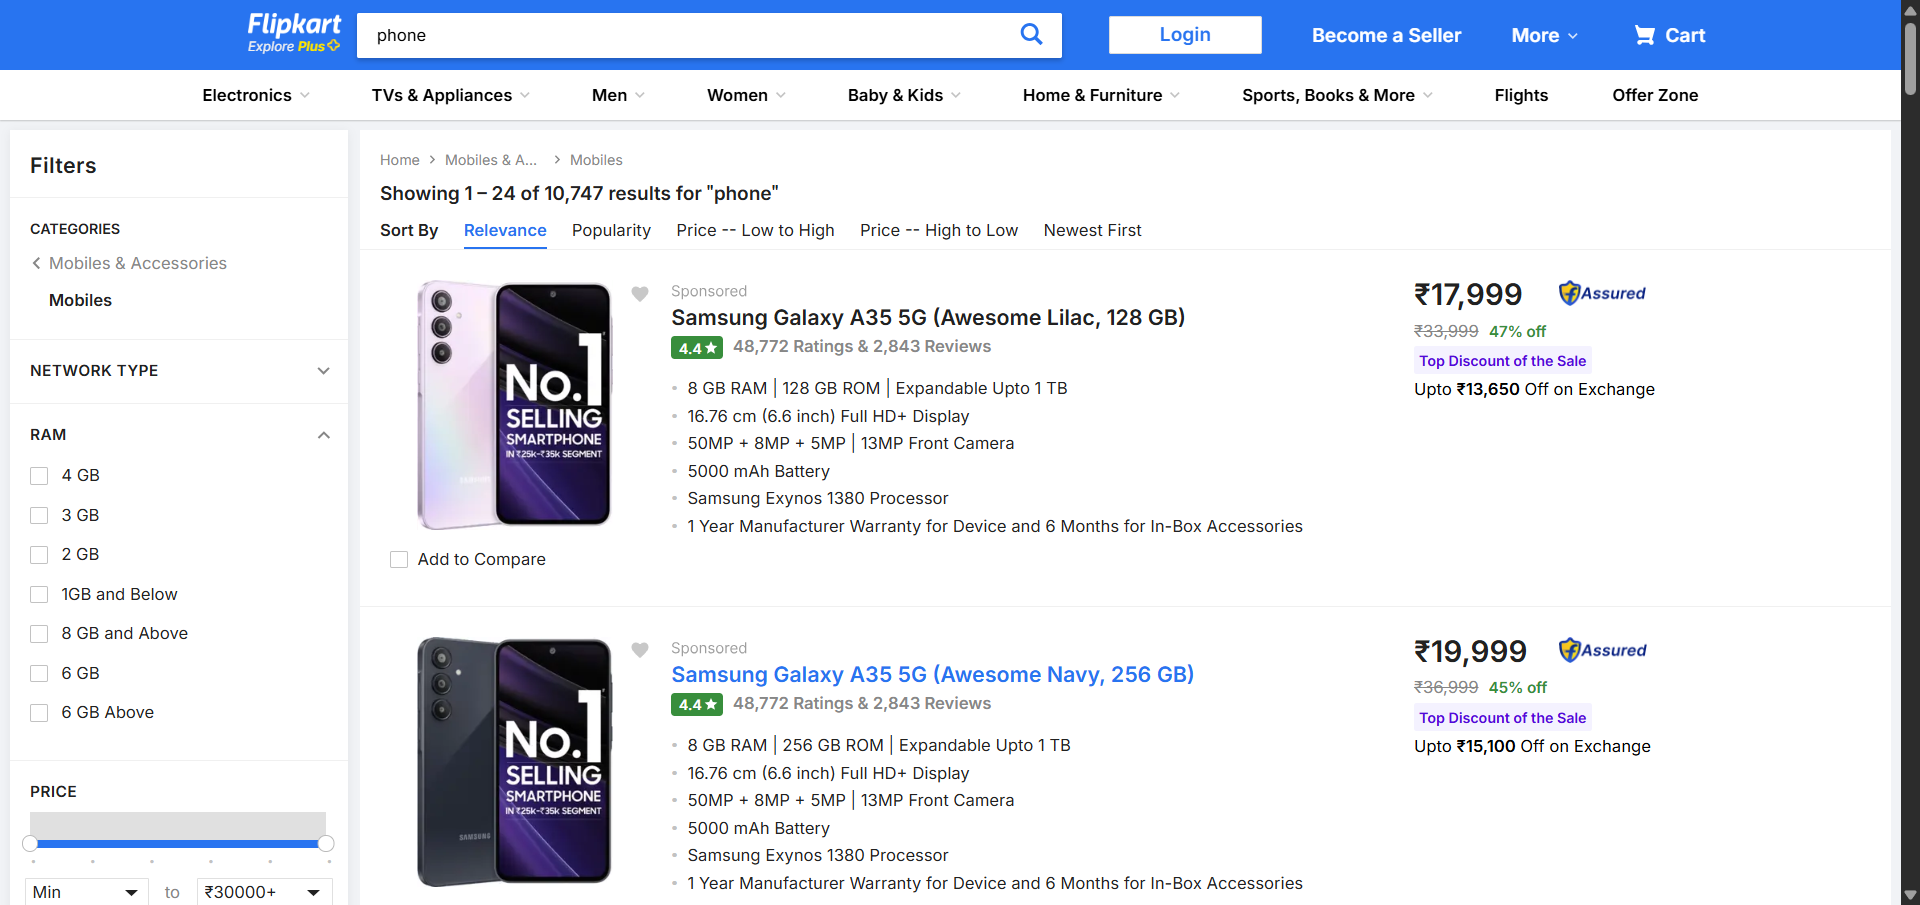 Flipkart
Explore Plus
phone
Login
Become a Seller
More
Cart
Electronics
TVs & Appliances
Men
Women
Baby & Kids
Home & Furniture
Sports, Books & More
Flights
Offer Zone
Filters
CATEGORIES
Mobiles & Accessories
Mobiles
NETWORK TYPE
RAM
4 GB
3 GB
2 GB
1GB and Below
8 GB and Above
6 GB
6 GB Above
PRICE
Min to ₹30000+
Home > Mobiles & A... > Mobiles
Showing 1 – 24 of 10,747 results for "phone"
Sort By Relevance Popularity Price -- Low to High Price -- High to Low Newest First
No.1
SELLING
SMARTPHONE
IN ₹25k-₹35k SEGMENT
SAMSUNG
Add to Compare
Sponsored
Samsung Galaxy A35 5G (Awesome Lilac, 128 GB)
4.4★ 48,772 Ratings & 2,843 Reviews
8 GB RAM | 128 GB ROM | Expandable Upto 1 TB
16.76 cm (6.6 inch) Full HD+ Display
50MP + 8MP + 5MP | 13MP Front Camera
5000 mAh Battery
Samsung Exynos 1380 Processor
1 Year Manufacturer Warranty for Device and 6 Months for In-Box Accessories
₹17,999
Assured
₹33,999 47% off
Top Discount of the Sale
Upto ₹13,650 Off on Exchange
No.1
SELLING
SMARTPHONE
IN ₹25k-₹35k SEGMENT
SAMSUNG
Sponsored
Samsung Galaxy A35 5G (Awesome Navy, 256 GB)
4.4★ 48,772 Ratings & 2,843 Reviews
8 GB RAM | 256 GB ROM | Expandable Upto 1 TB
16.76 cm (6.6 inch) Full HD+ Display
50MP + 8MP + 5MP | 13MP Front Camera
5000 mAh Battery
Samsung Exynos 1380 Processor
1 Year Manufacturer Warranty for Device and 6 Months for In-Box Accessories
₹19,999
Assured
₹36,999 45% off
Top Discount of the Sale
Upto ₹15,100 Off on Exchange